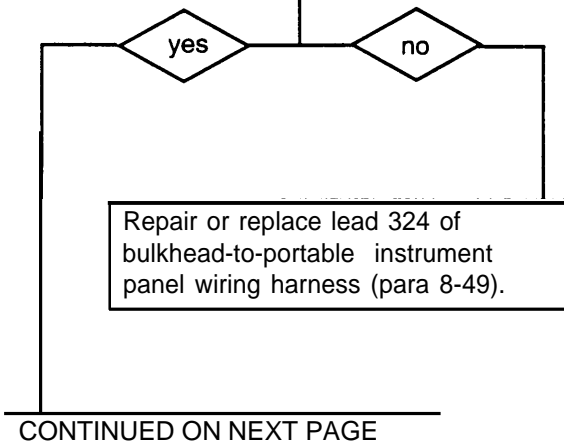 yes
no
Repair or replace lead 324 of
bulkhead-to-portable instrument
panel wiring harness (para 8-49).
CONTINUED ON NEXT PAGE